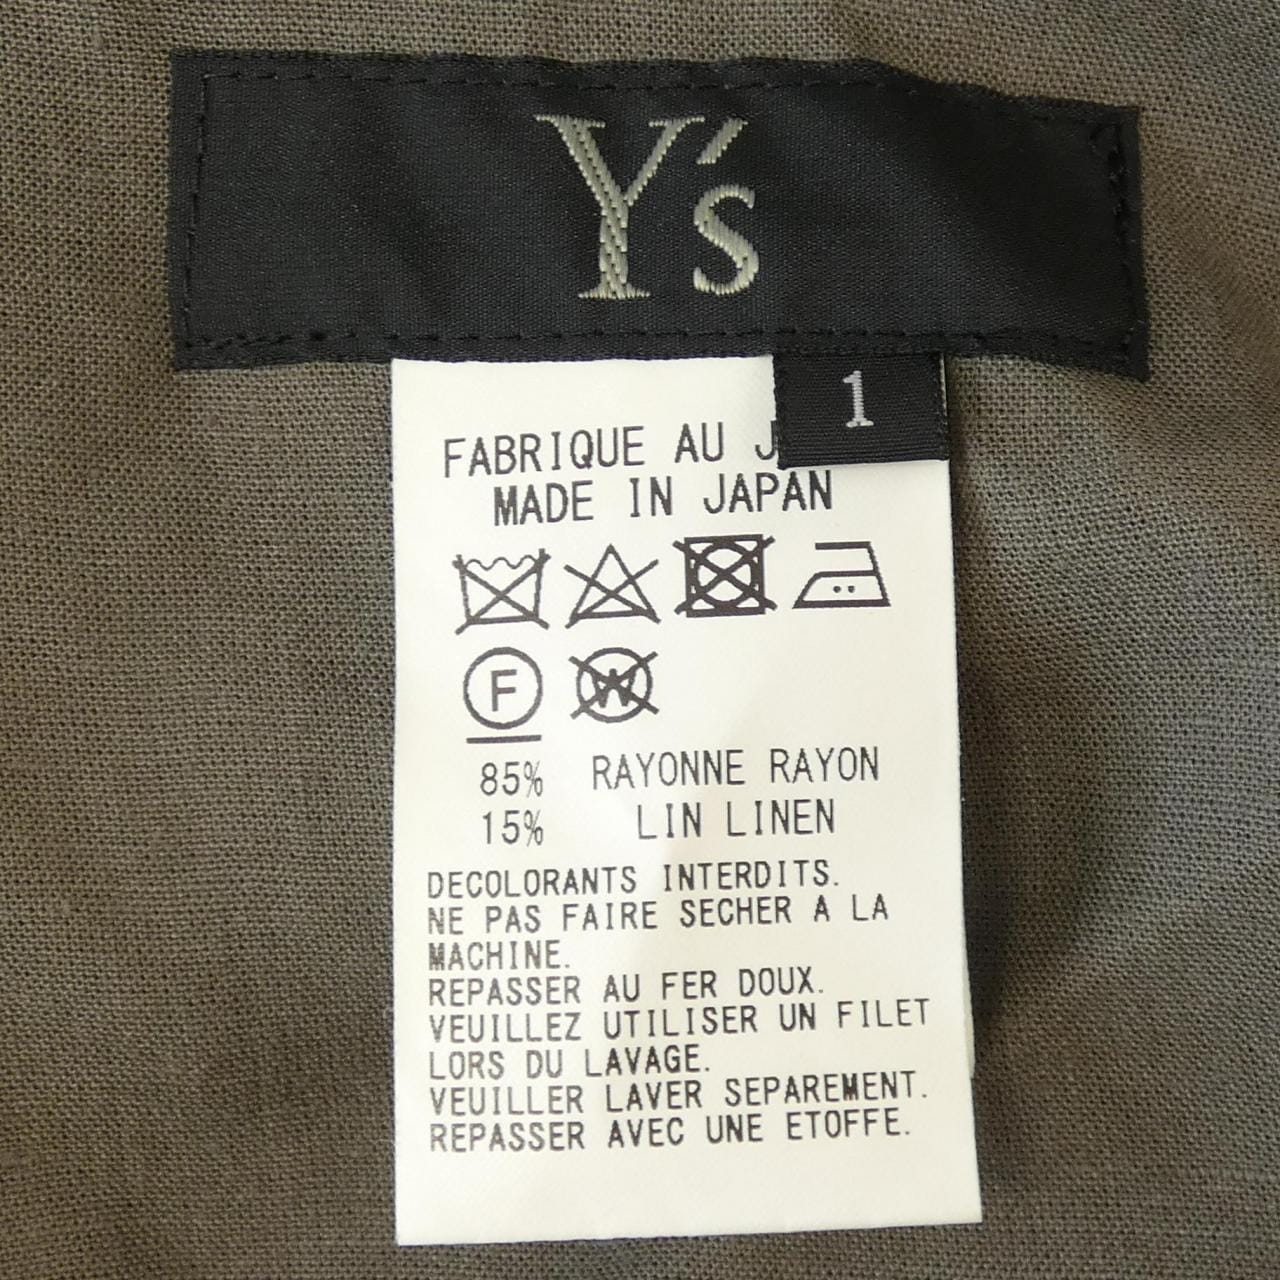 Y's
1
FABRIQUE AU
MADE IN JAPAN
F W
85% RAYONNE RAYON
15% LIN LINEN
DECOLORANTS INTERDITS.
NE PAS FAIRE SECHER A LA
MACHINE.
REPASSER AU FER DOUX.
VEUILLEZ UTILISER UN FILET
LORS DU LAVAGE.
VEUILLER LAVER SEPAREMENT.
REPASSER AVEC UNE ETOFFE.